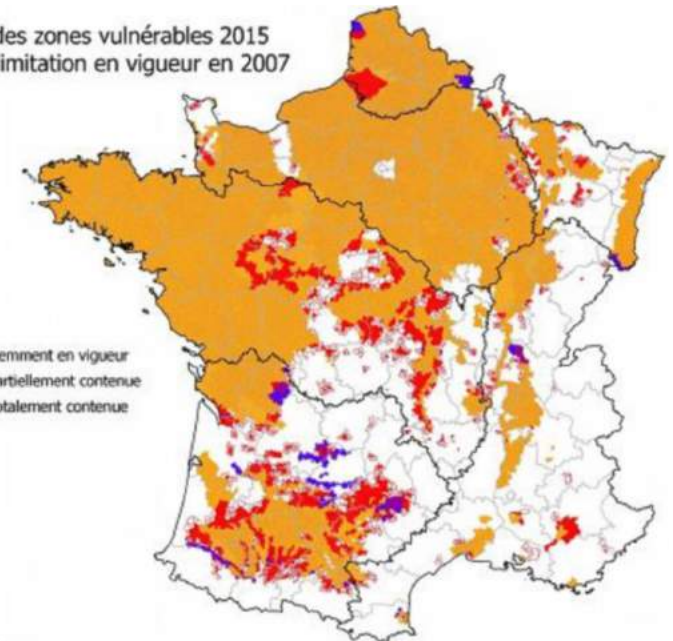 des zones vulnérables 2015
imitation en vigueur en 2007
emment en vigueur
artiellement contenue
otalement contenue